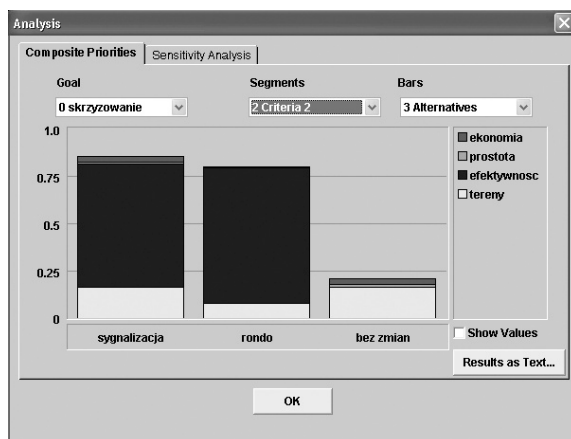 Analysis
Composite Priorities
Sensitivity Analysis
Goal
Segments
Bars
0 skrzyzowanie
2 Criteria 2
3 Alternatives
1.0
0.75
0.5
0.25
0
ekonomia
prostota
efektywnosc
tereny
sygnalizacja
rondo
bez zmian
Show Values
Results as Text...
OK